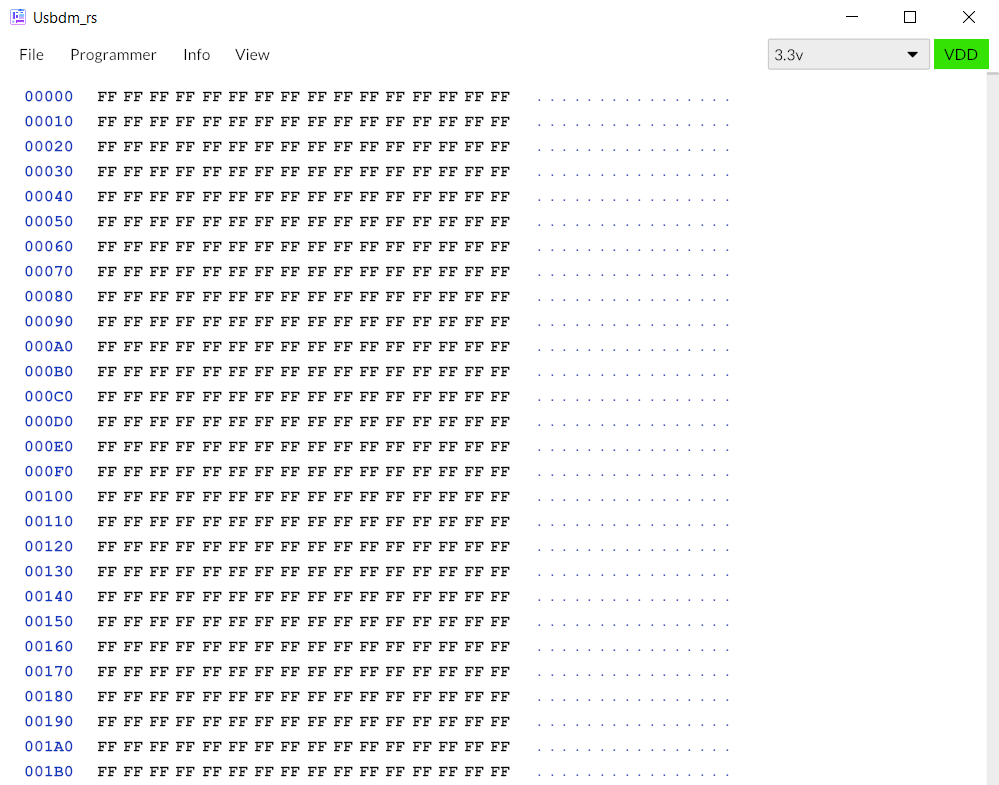 Usbdm_rs
File Programmer Info View 3.3v VDD
00000 FF FF FF FF FF FF FF FF FF FF FF FF FF FF FF FF ................
00010 FF FF FF FF FF FF FF FF FF FF FF FF FF FF FF FF ................
00020 FF FF FF FF FF FF FF FF FF FF FF FF FF FF FF FF ................
00030 FF FF FF FF FF FF FF FF FF FF FF FF FF FF FF FF ................
00040 FF FF FF FF FF FF FF FF FF FF FF FF FF FF FF FF ................
00050 FF FF FF FF FF FF FF FF FF FF FF FF FF FF FF FF ................
00060 FF FF FF FF FF FF FF FF FF FF FF FF FF FF FF FF ................
00070 FF FF FF FF FF FF FF FF FF FF FF FF FF FF FF FF ................
00080 FF FF FF FF FF FF FF FF FF FF FF FF FF FF FF FF ................
00090 FF FF FF FF FF FF FF FF FF FF FF FF FF FF FF FF ................
000A0 FF FF FF FF FF FF FF FF FF FF FF FF FF FF FF FF ................
000B0 FF FF FF FF FF FF FF FF FF FF FF FF FF FF FF FF ................
000C0 FF FF FF FF FF FF FF FF FF FF FF FF FF FF FF FF ................
000D0 FF FF FF FF FF FF FF FF FF FF FF FF FF FF FF FF ................
000E0 FF FF FF FF FF FF FF FF FF FF FF FF FF FF FF FF ................
000F0 FF FF FF FF FF FF FF FF FF FF FF FF FF FF FF FF ................
00100 FF FF FF FF FF FF FF FF FF FF FF FF FF FF FF FF ................
00110 FF FF FF FF FF FF FF FF FF FF FF FF FF FF FF FF ................
00120 FF FF FF FF FF FF FF FF FF FF FF FF FF FF FF FF ................
00130 FF FF FF FF FF FF FF FF FF FF FF FF FF FF FF FF ................
00140 FF FF FF FF FF FF FF FF FF FF FF FF FF FF FF FF ................
00150 FF FF FF FF FF FF FF FF FF FF FF FF FF FF FF FF ................
00160 FF FF FF FF FF FF FF FF FF FF FF FF FF FF FF FF ................
00170 FF FF FF FF FF FF FF FF FF FF FF FF FF FF FF FF ................
00180 FF FF FF FF FF FF FF FF FF FF FF FF FF FF FF FF ................
00190 FF FF FF FF FF FF FF FF FF FF FF FF FF FF FF FF ................
001A0 FF FF FF FF FF FF FF FF FF FF FF FF FF FF FF FF ................
001B0 FF FF FF FF FF FF FF FF FF FF FF FF FF FF FF FF ................